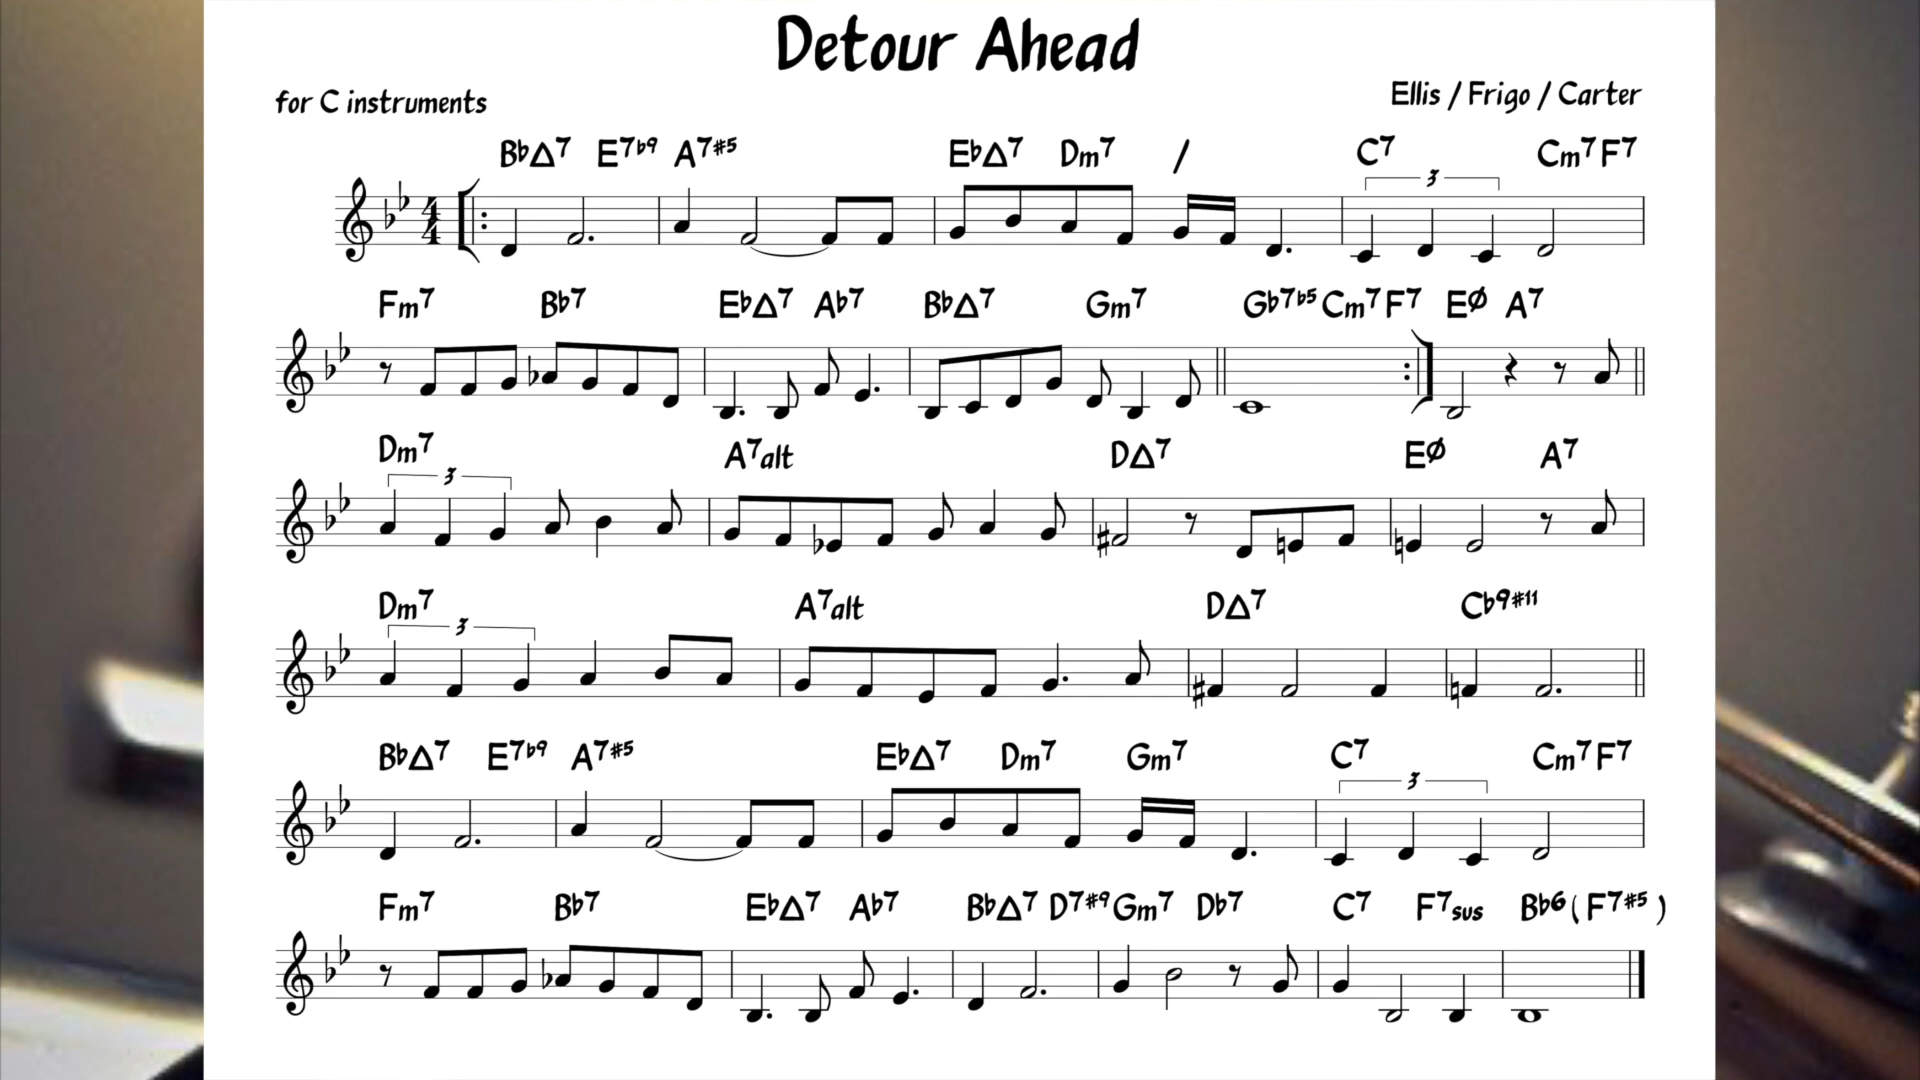 Detour Ahead
for C instruments
Ellis / Frigo / Carter
B♭Δ7 E7♭9 A7#5 E♭Δ7 Dm7 / C7 Cm7 F7
3
4
4
Fm7 B♭7 E♭Δ7 A♭7 B♭Δ7 Gm7 G♭7♭5 Cm7 F7 EØ A7
Dm7 A7alt DΔ7 EØ A7
3
Dm7 A7alt DΔ7 C♭9#11
3
B♭Δ7 E7♭9 A7#5 E♭Δ7 Dm7 Gm7 C7 Cm7 F7
3
Fm7 B♭7 E♭Δ7 A♭7 B♭Δ7 D7#9 Gm7 D♭7 C7 F7sus B♭6 ( F7#5 )